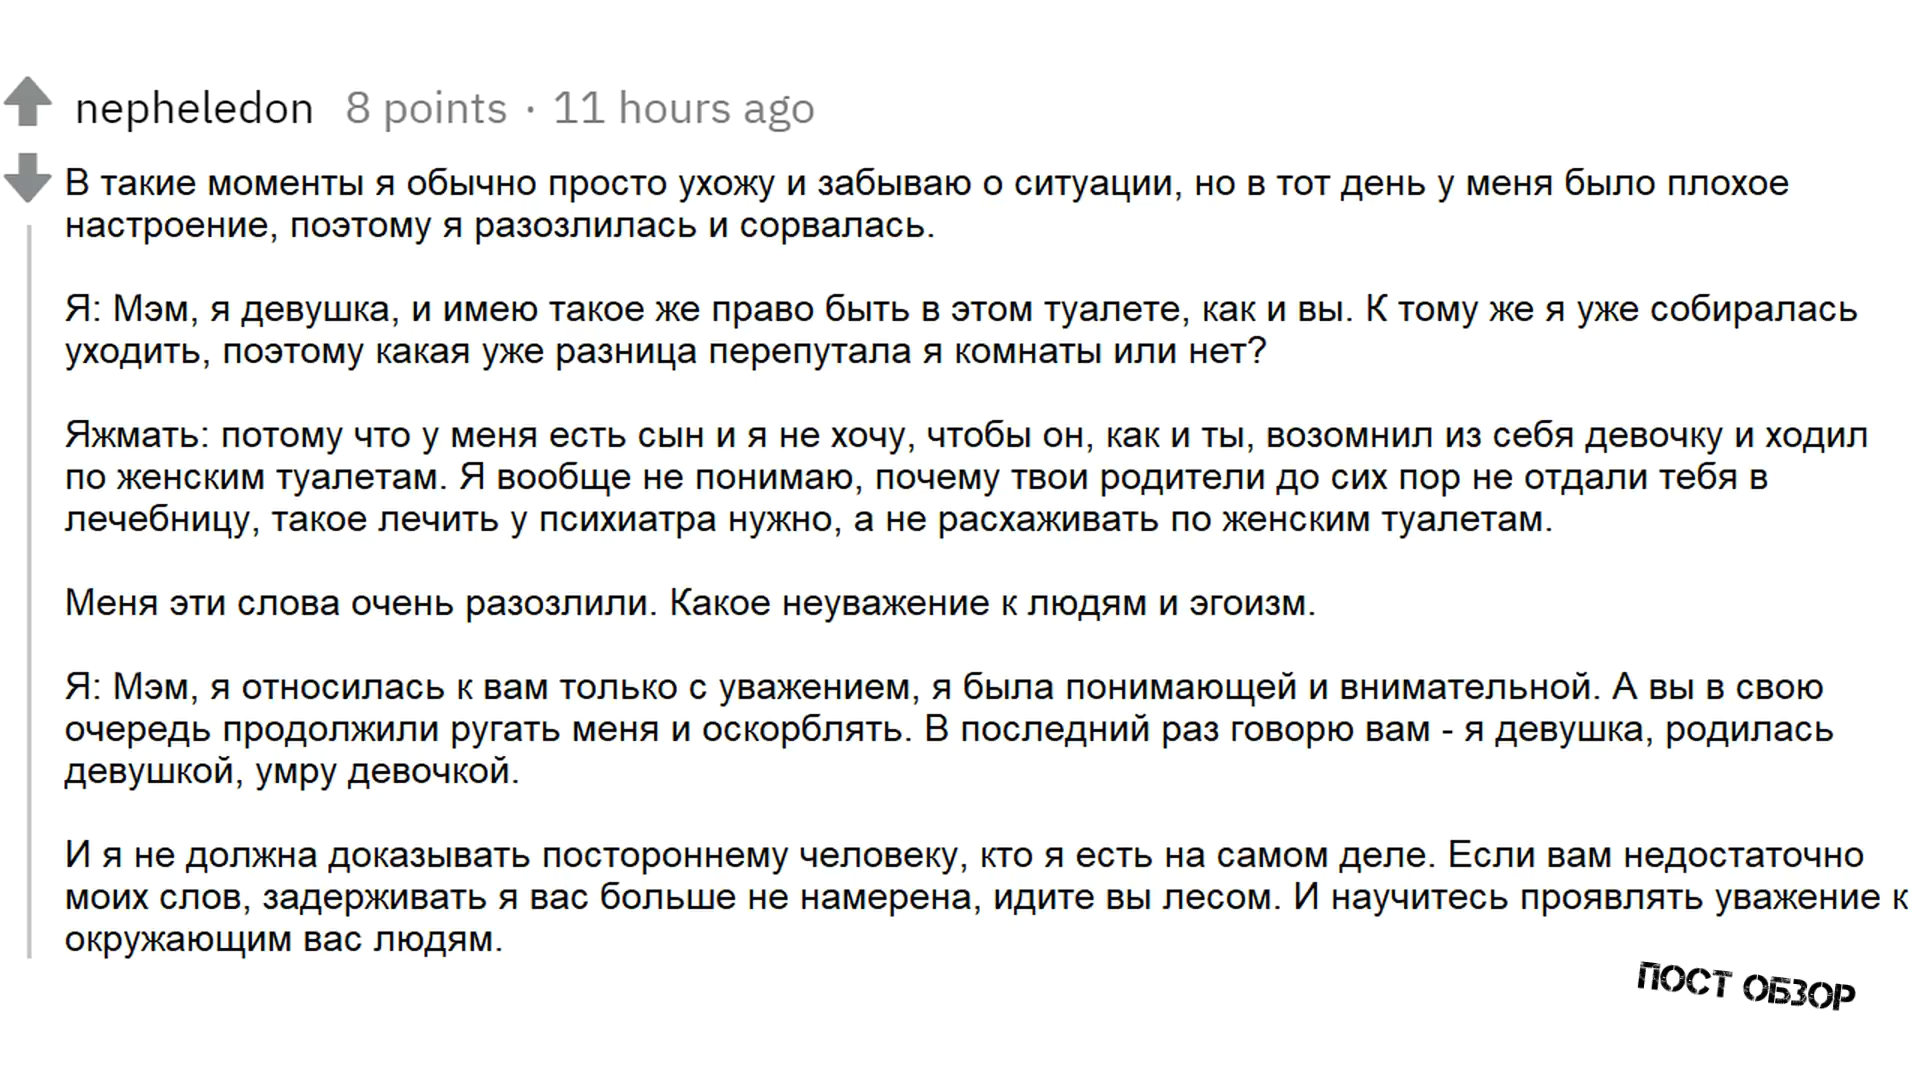 nepheledon 8 points · 11 hours ago
В такие моменты я обычно просто ухожу и забываю о ситуации, но в тот день у меня было плохое
настроение, поэтому я разозлилась и сорвалась.
Я: Мэм, я девушка, и имею такое же право быть в этом туалете, как и вы. К тому же я уже собиралась
уходить, поэтому какая уже разница перепутала я комнаты или нет?
Яжмать: потому что у меня есть сын и я не хочу, чтобы он, как и ты, возомнил из себя девочку и ходил
по женским туалетам. Я вообще не понимаю, почему твои родители до сих пор не отдали тебя в
лечебницу, такое лечить у психиатра нужно, а не расхаживать по женским туалетам.
Меня эти слова очень разозлили. Какое неуважение к людям и эгоизм.
Я: Мэм, я относилась к вам только с уважением, я была понимающей и внимательной. А вы в свою
очередь продолжили ругать меня и оскорблять. В последний раз говорю вам - я девушка, родилась
девушкой, умру девочкой.
И я не должна доказывать постороннему человеку, кто я есть на самом деле. Если вам недостаточно
моих слов, задерживать я вас больше не намерена, идите вы лесом. И научитесь проявлять уважение к
окружающим вас людям.
ПОСТ ОБЗОР